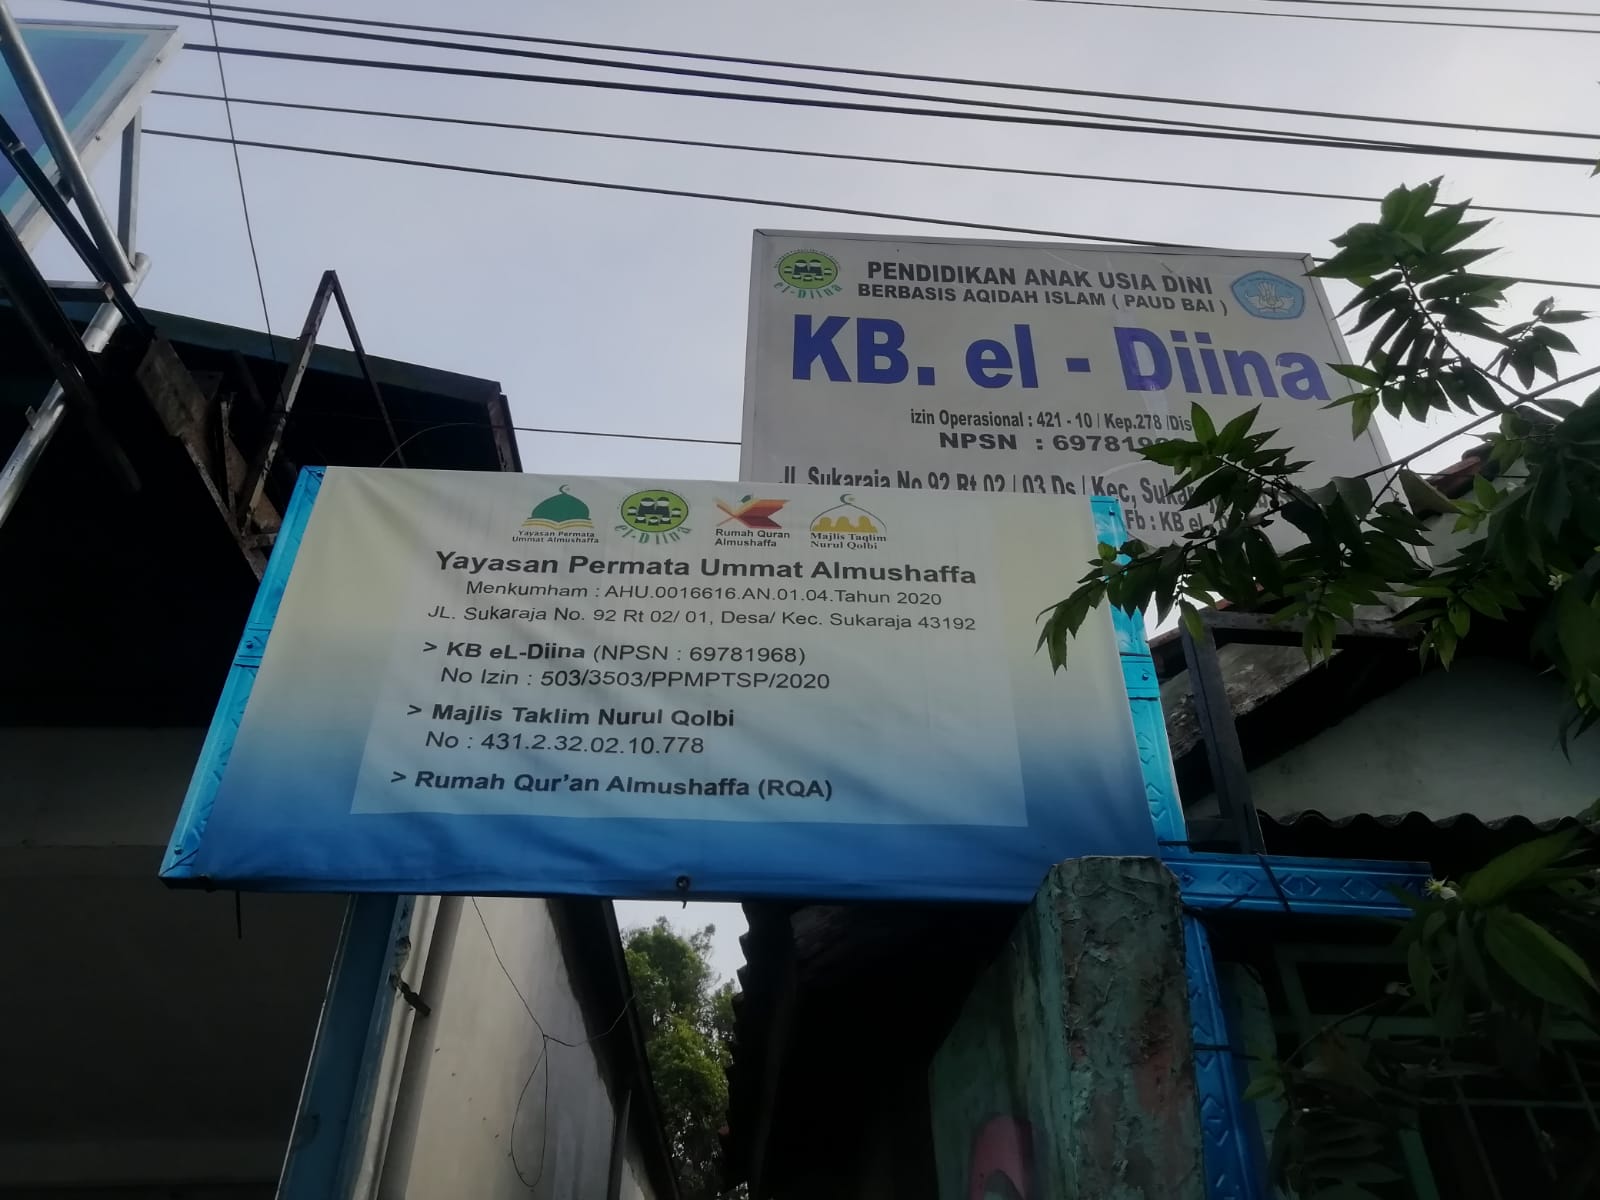 el-Diina
PENDIDIKAN ANAK USIA DINI
BERBASIS AQIDAH ISLAM ( PAUD BAI )
KB. el - Diina
izin Operasional : 421 - 10 / Kep.278 /Dis
NPSN : 697819
Jl. Sukaraja No.92 Rt 02 / 03 Ds / Kec,
Fb : KB el
Yayasan Permata
Ummat Almushaffa
el-Diina
Rumah Quran
Almushaffa
Majlis Taqlim
Nurul Qolbi
Yayasan Permata Ummat Almushaffa
Menkumham : AHU.0016616.AN.01.04.Tahun 2020
JL. Sukaraja No. 92 Rt 02/ 01, Desa/ Kec. Sukaraja 43192
> KB eL-Diina (NPSN : 69781968)
No Izin : 503/3503/PPMPTSP/2020
> Majlis Taklim Nurul Qolbi
No : 431.2.32.02.10.778
> Rumah Qur'an Almushaffa (RQA)